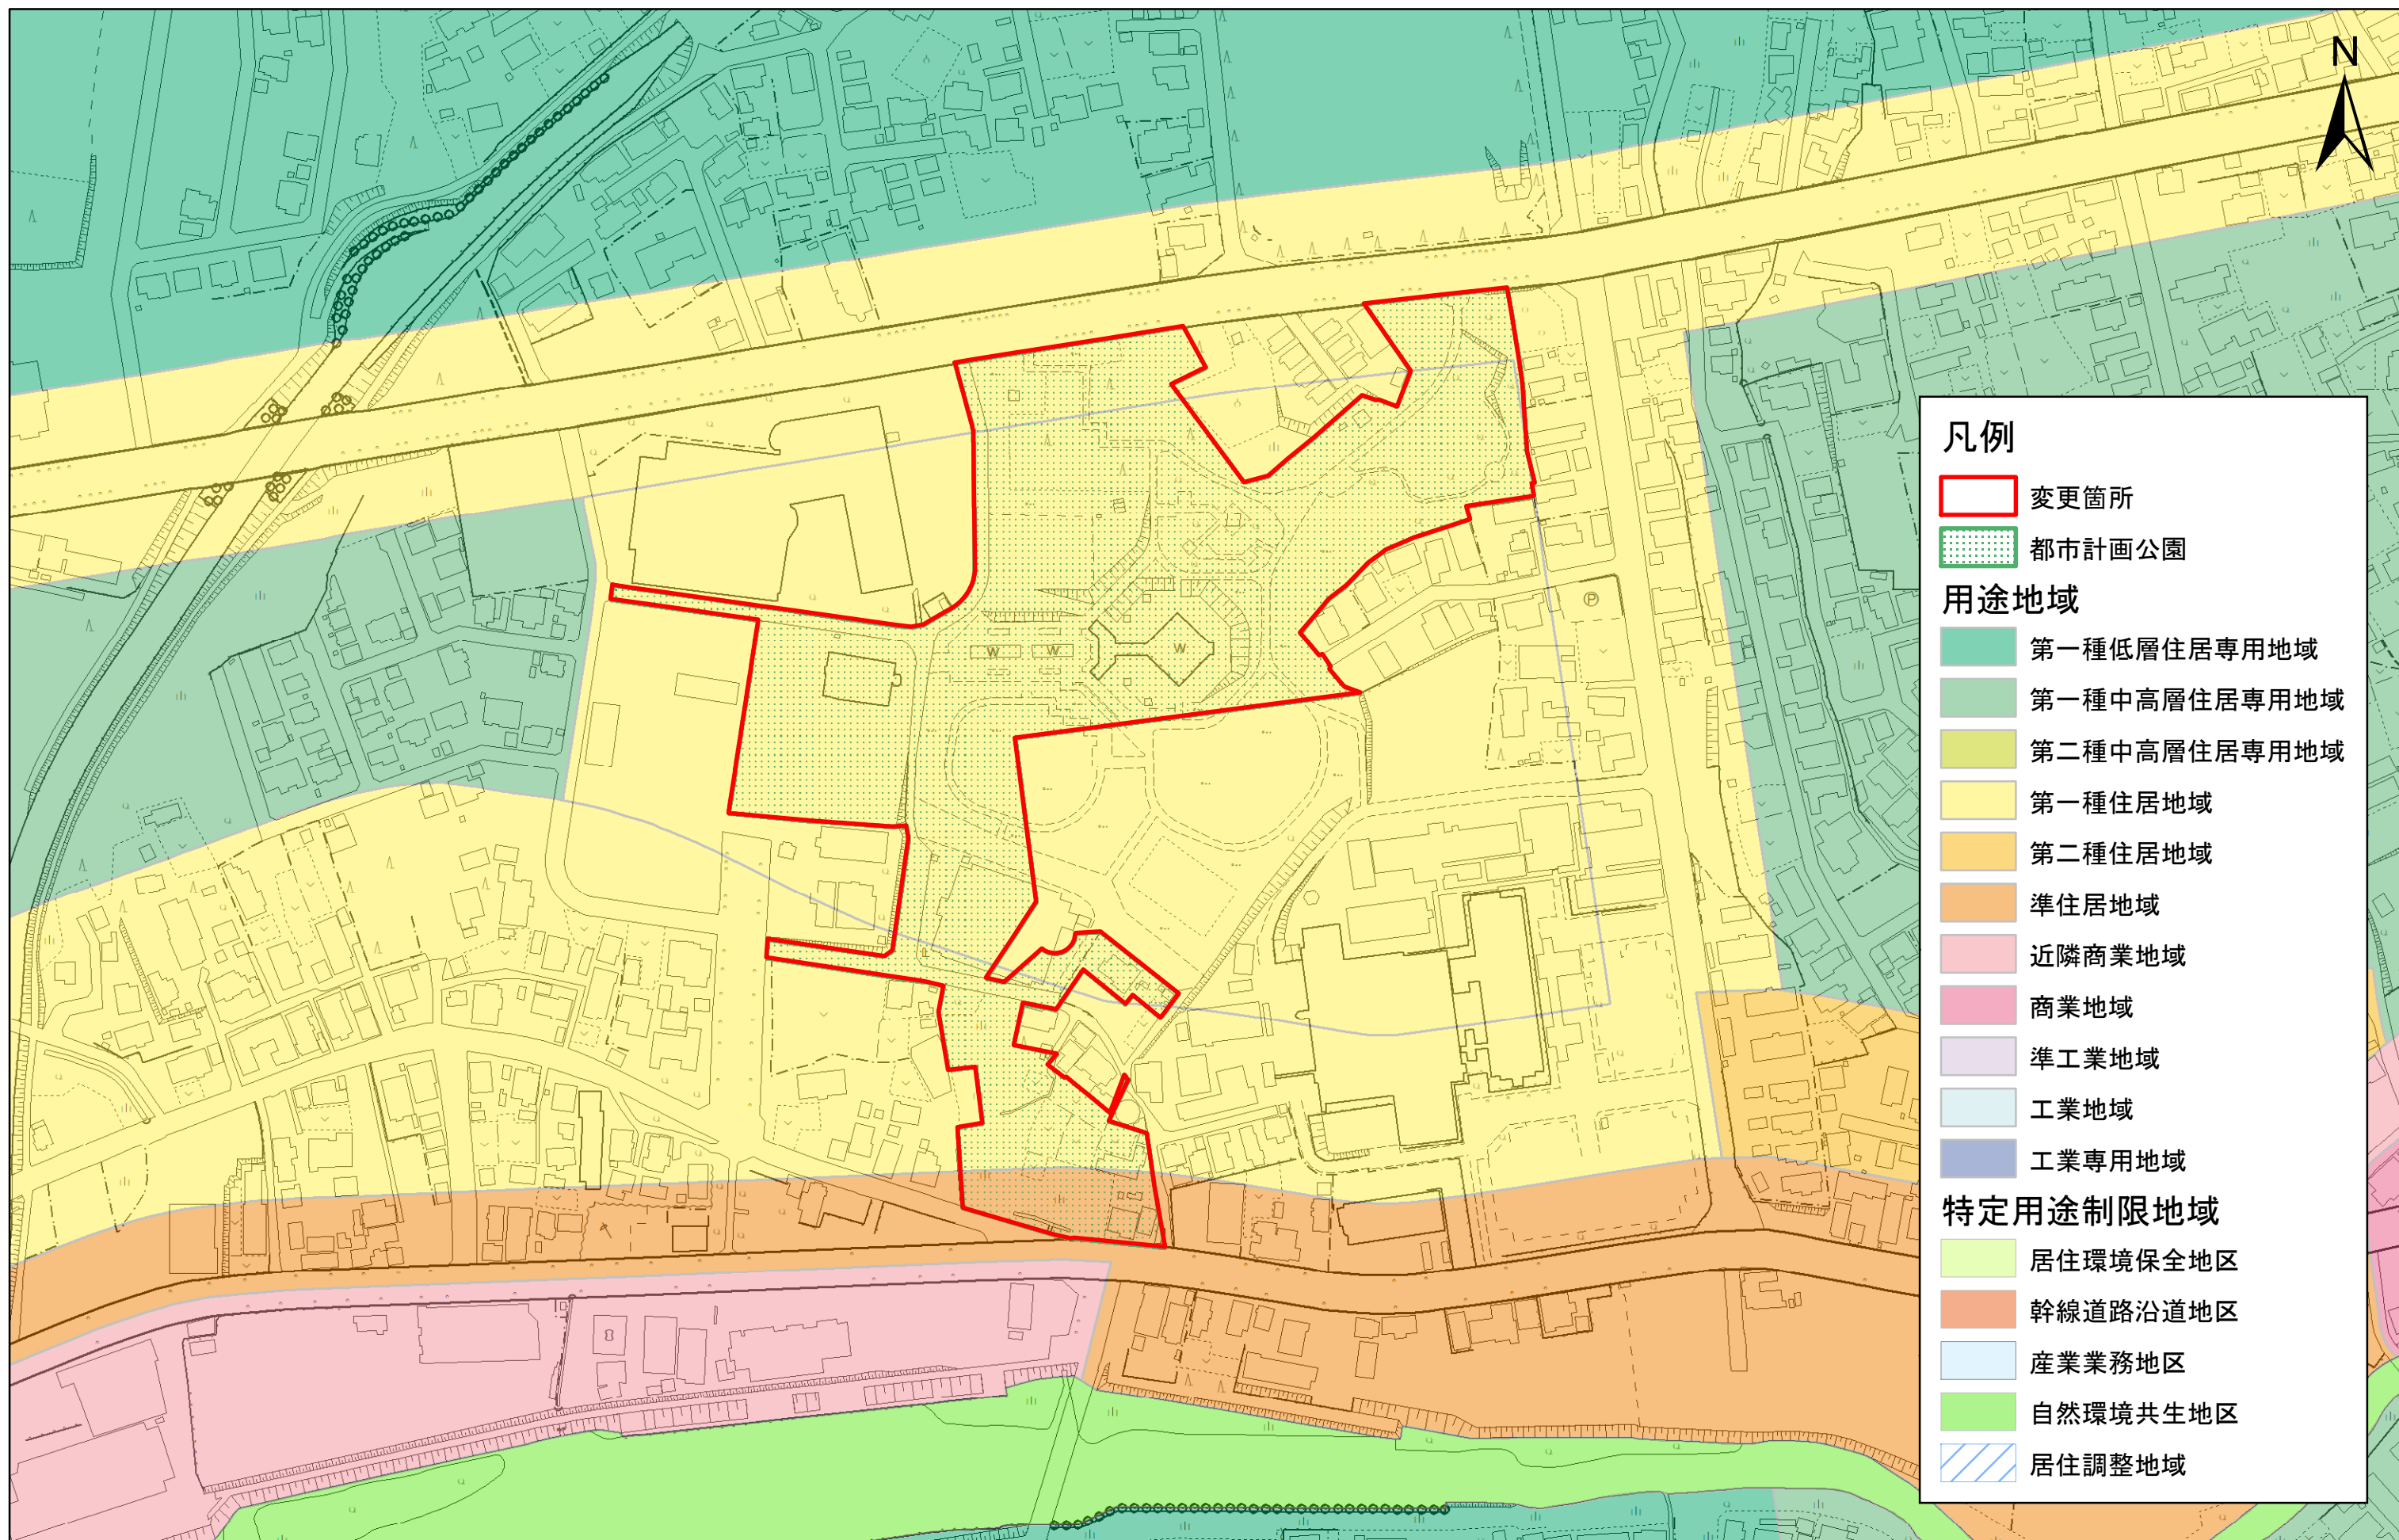 N
凡例
変更箇所
都市計画公園
用途地域
第一種低層住居専用地域
第一種中高層住居専用地域
第二種中高層住居専用地域
第一種住居地域
第二種住居地域
準住居地域
近隣商業地域
商業地域
準工業地域
工業地域
工業専用地域
特定用途制限地域
居住環境保全地区
幹線道路沿道地区
産業業務地区
自然環境共生地区
居住調整地域
P
W
W
W